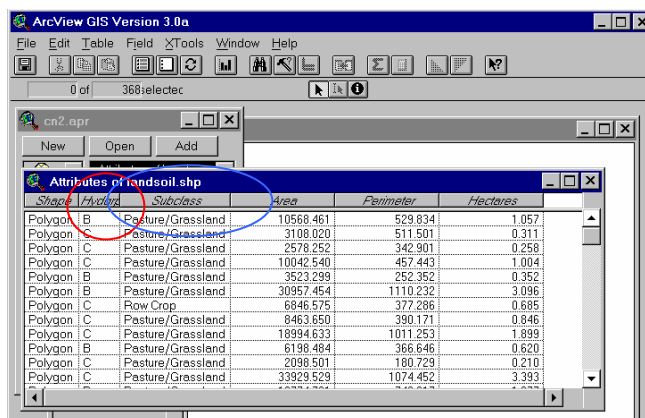 ArcView GIS Version 3.0a
File Edit Table Field XTools Window Help
0 of 368 selectec
cn2.apr
New Open Add
Attributes of landsoil.shp
Shape Hydgrp Subclass Area Perimeter Hectares
Polygon B Pasture/Grassland 10568.461 529.834 1.057
Polygon C Pasture/Grassland 3108.020 511.501 0.311
Polygon C Pasture/Grassland 2578.252 342.901 0.258
Polygon C Pasture/Grassland 10042.540 457.443 1.004
Polygon B Pasture/Grassland 3523.299 252.352 0.352
Polygon B Pasture/Grassland 30957.454 1110.232 3.096
Polygon C Row Crop 6846.575 377.286 0.685
Polygon C Pasture/Grassland 8463.650 390.171 0.846
Polygon C Pasture/Grassland 18994.633 1011.253 1.899
Polygon B Pasture/Grassland 6198.484 366.646 0.620
Polygon C Pasture/Grassland 2098.501 180.729 0.210
Polygon C Pasture/Grassland 33929.529 1074.452 3.393